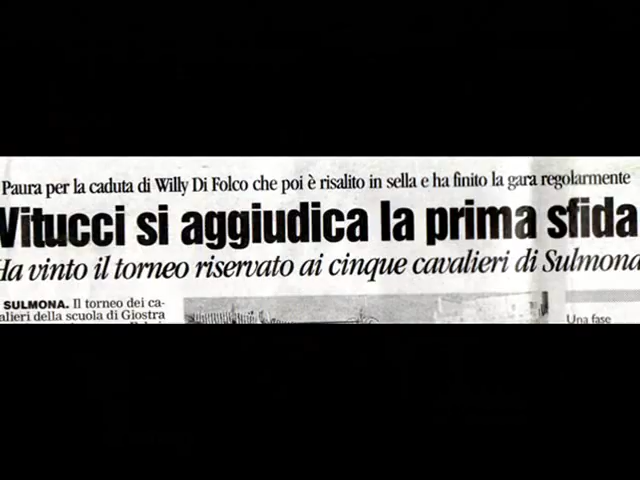 Paura per la caduta di Willy Di Folco che poi è risalito in sella e ha finito la gara regolarmente
Vitucci si aggiudica la prima sfida
Ha vinto il torneo riservato ai cinque cavalieri di Sulmona
SULMONA. Il torneo dei ca-
alieri della scuola di Giostra
Una fase